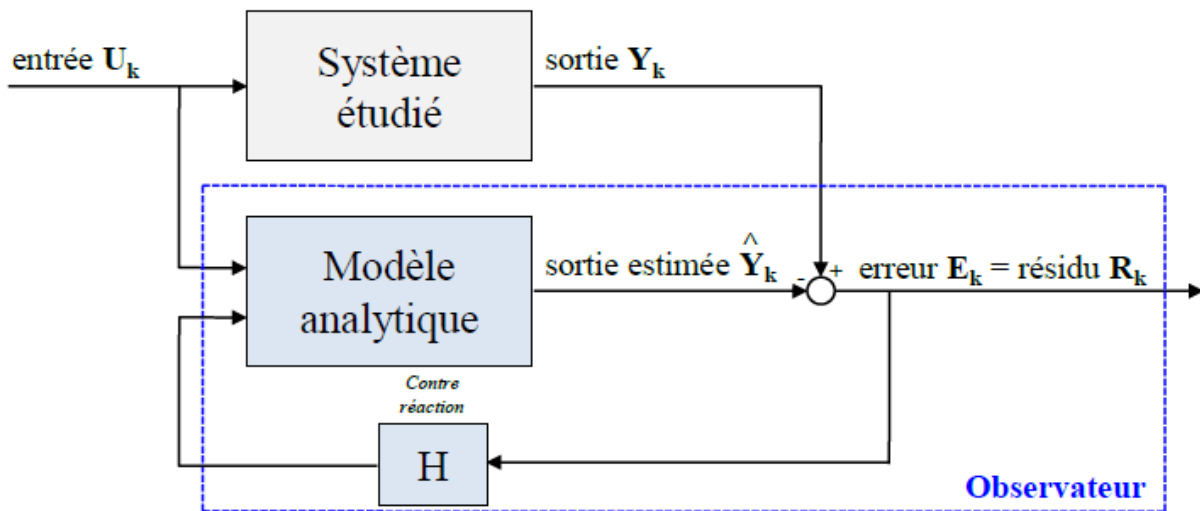 entrée Uₖ
Système
étudié
sortie Yₖ
Modèle
analytique
sortie estimée Ŷₖ
- +
erreur Eₖ = résidu Rₖ
Contre
réaction
H
Observateur